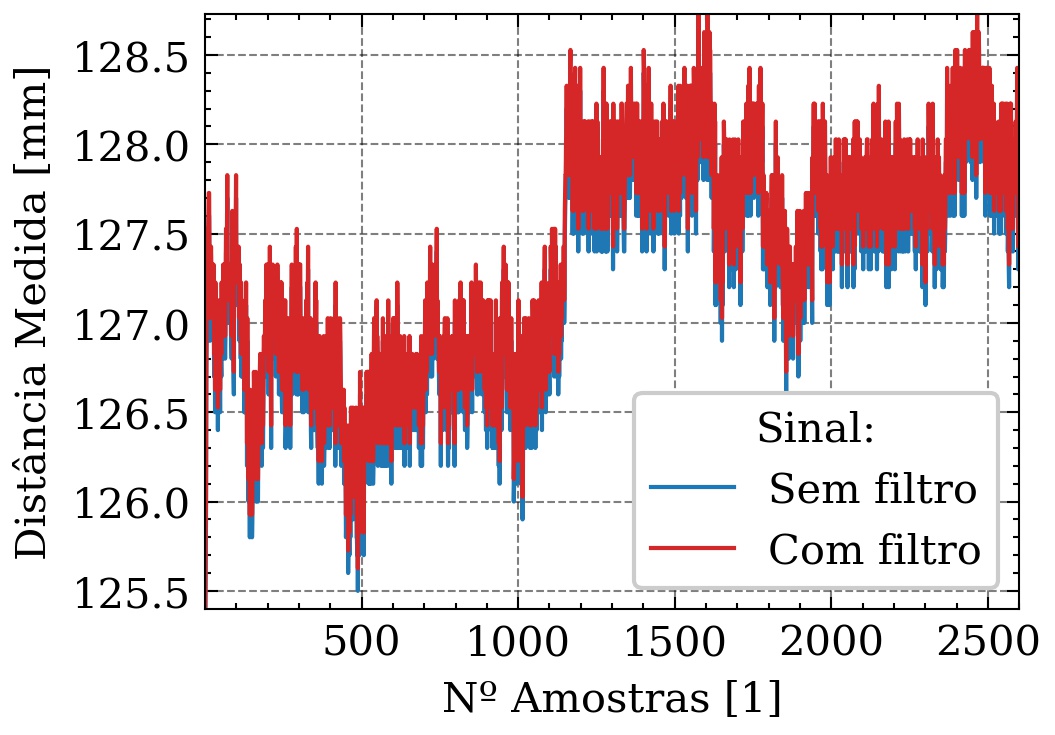 Distância Medida [mm]
128.5
128.0
127.5
127.0
126.5
126.0
125.5
Sinal:
Sem filtro
Com filtro
500 1000 1500 2000 2500
Nº Amostras [1]